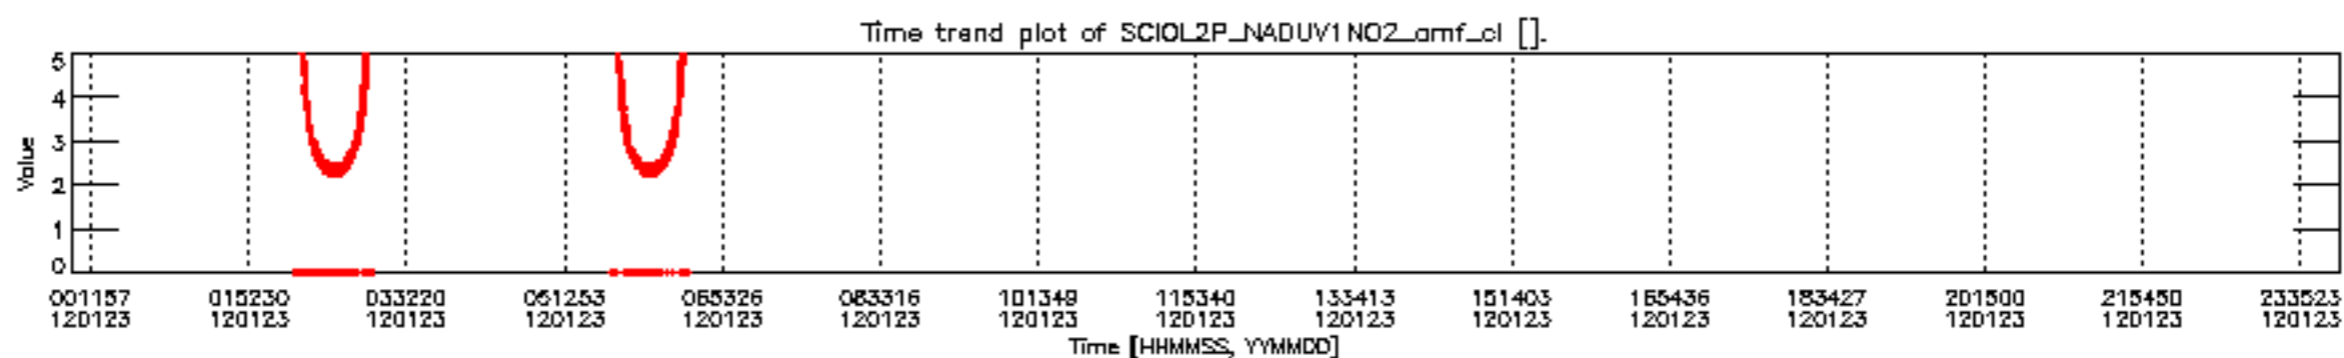 Time trend plot of SCIOL2P_NADUV1NO2_amf_cl [].
5
4
3
2
1
0
Value
001157 015230 033220 051253 065326 083316 101349 115340 133413 151403 165436 183427 201500 215450 233523
120123 120123 120123 120123 120123 120123 120123 120123 120123 120123 120123 120123 120123 120123 120123
Time [HHMMSS, YYMMDD]